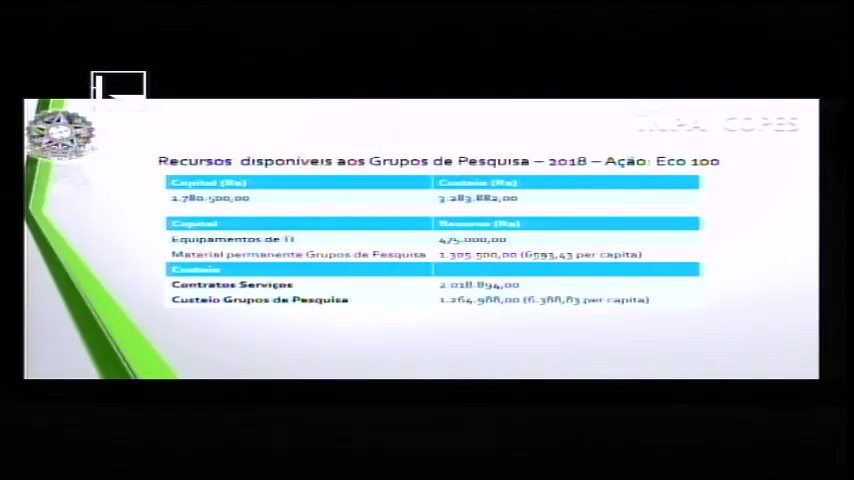 INPA COPES
Recursos disponíveis aos Grupos de Pesquisa – 2018 – Ação: Eco 100
Capital (R$) Custeio (R$)
1.780.500,00 3.283.882,00
Capital Recurso (R$)
Equipamentos de TI 475.000,00
Material permanente Grupos de Pesquisa 1.305.500,00 (6593,43 per capita)
Custeio
Contratos Serviços 2.018.894,00
Custeio Grupos de Pesquisa 1.264.988,00 (6.388,83 per capita)